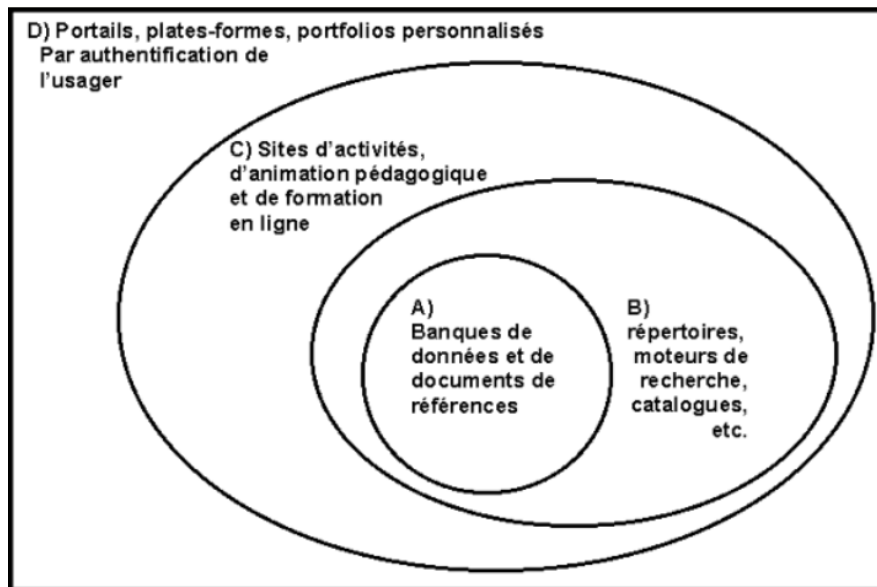 D) Portails, plates-formes, portfolios personnalisés
Par authentification de
l'usager
C) Sites d'activités,
d'animation pédagogique
et de formation
en ligne
A)
Banques de
données et de
documents de
références
B)
répertoires,
moteurs de
recherche,
catalogues,
etc.